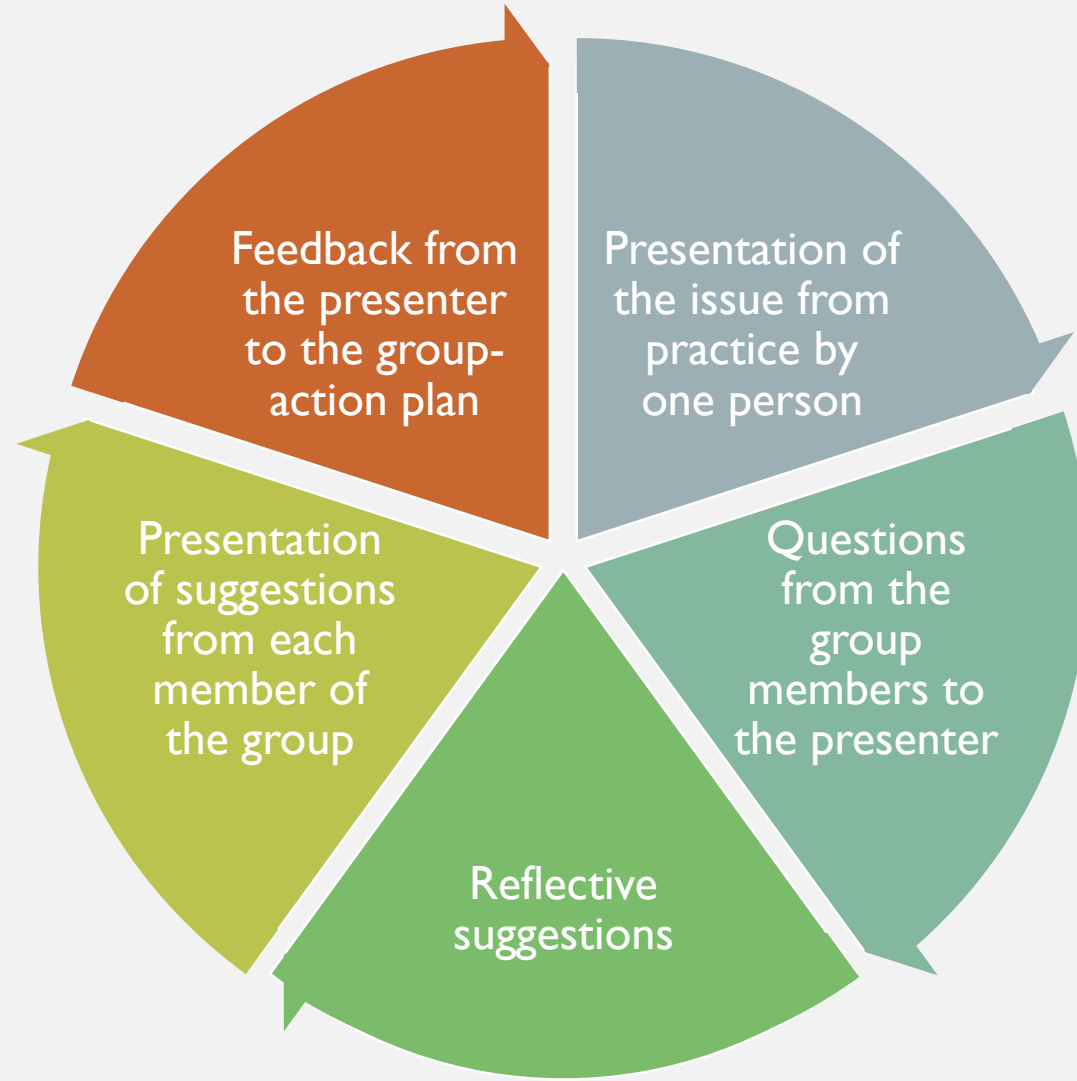 Presentation of
the issue from
practice by
one person
Questions
from the
group
members to
the presenter
Reflective
suggestions
Presentation
of suggestions
from each
member of
the group
Feedback from
the presenter
to the group-
action plan